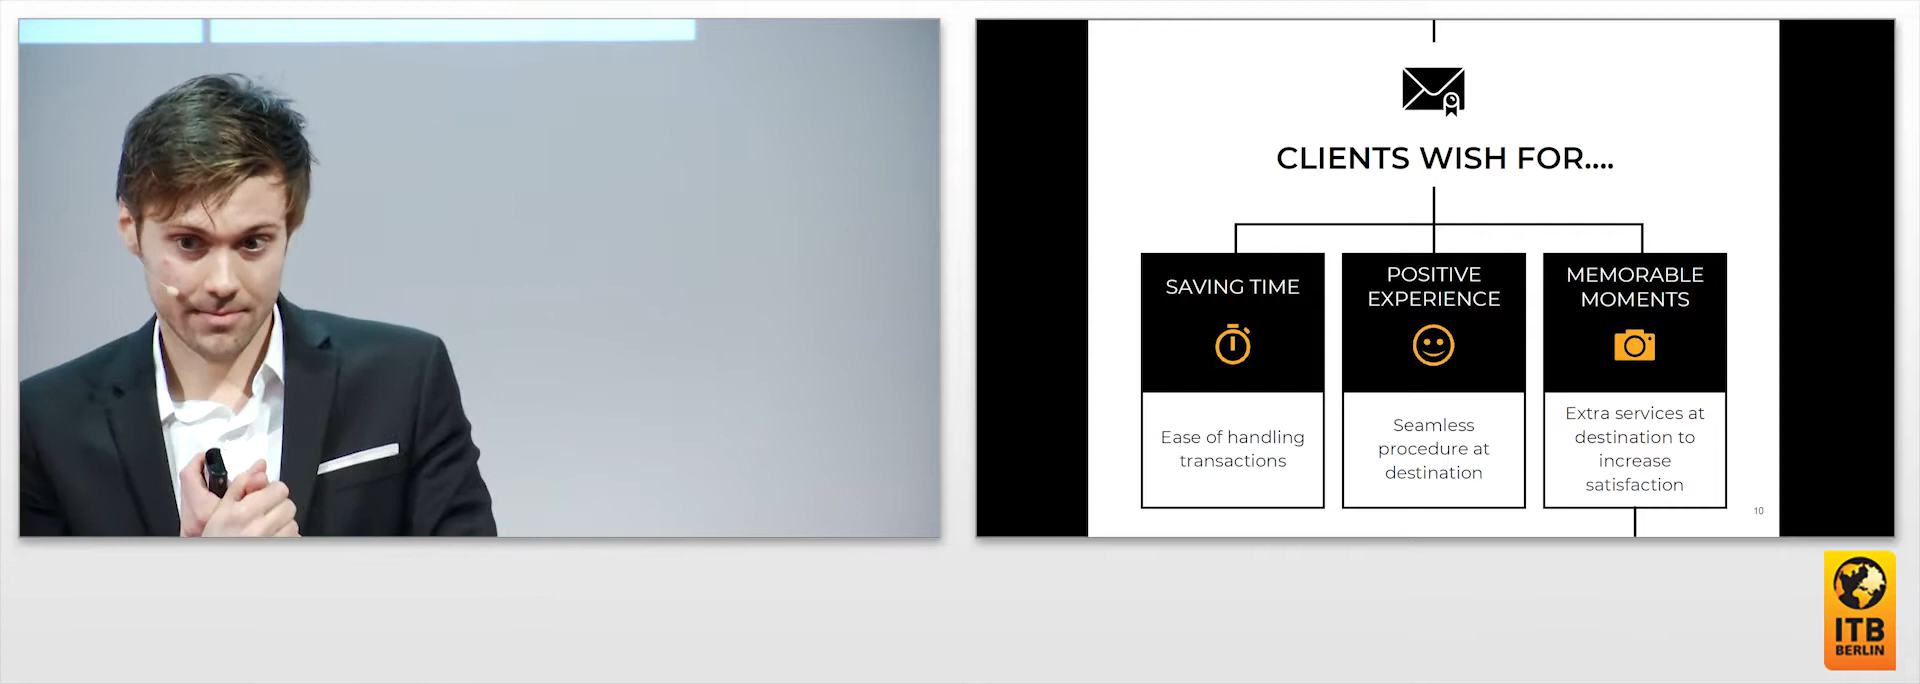 CLIENTS WISH FOR....
SAVING TIME
Ease of handling
transactions
POSITIVE
EXPERIENCE
Seamless
procedure at
destination
MEMORABLE
MOMENTS
Extra services at
destination to
increase
satisfaction
10
ITB
BERLIN